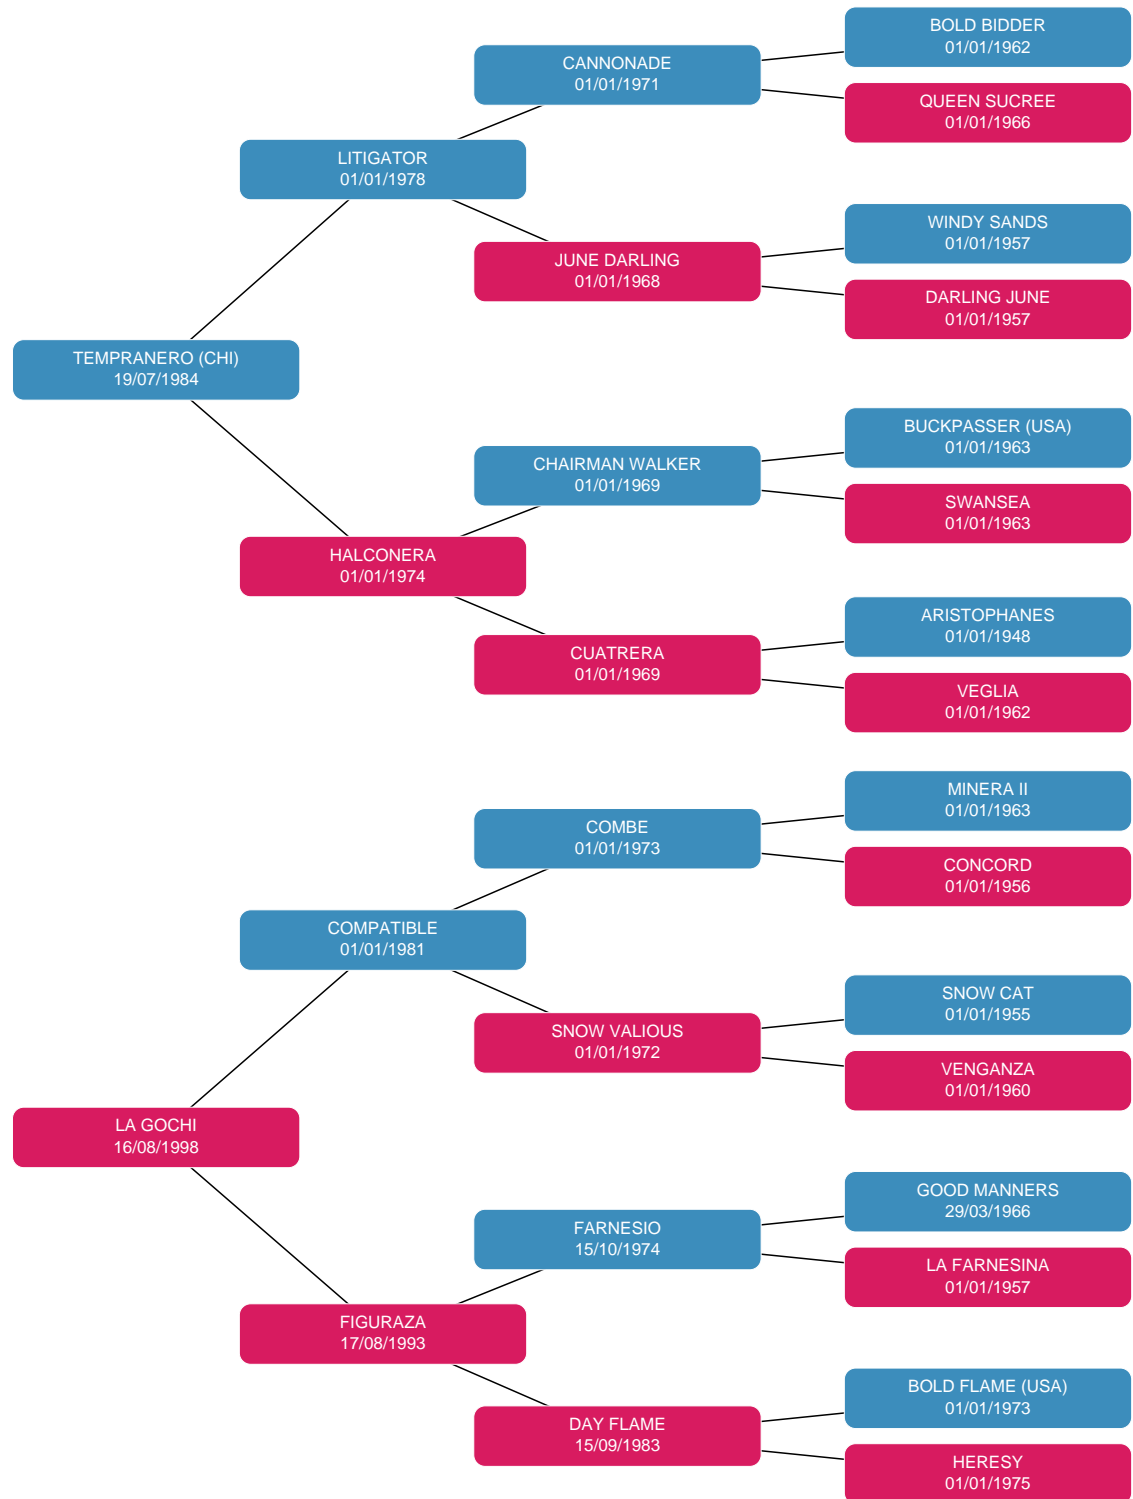 BOLD BIDDER
01/01/1962
CANNONADE
01/01/1971
QUEEN SUCREE
01/01/1966
LITIGATOR
01/01/1978
WINDY SANDS
01/01/1957
JUNE DARLING
01/01/1968
DARLING JUNE
01/01/1957
TEMPRANERO (CHI)
19/07/1984
BUCKPASSER (USA)
01/01/1963
CHAIRMAN WALKER
01/01/1969
SWANSEA
01/01/1963
HALCONERA
01/01/1974
ARISTOPHANES
01/01/1948
CUATRERA
01/01/1969
VEGLIA
01/01/1962
MINERA II
01/01/1963
COMBE
01/01/1973
CONCORD
01/01/1956
COMPATIBLE
01/01/1981
SNOW CAT
01/01/1955
SNOW VALIOUS
01/01/1972
VENGANZA
01/01/1960
LA GOCHI
16/08/1998
GOOD MANNERS
29/03/1966
FARNESIO
15/10/1974
LA FARNESINA
01/01/1957
FIGURAZA
17/08/1993
BOLD FLAME (USA)
01/01/1973
DAY FLAME
15/09/1983
HERESY
01/01/1975